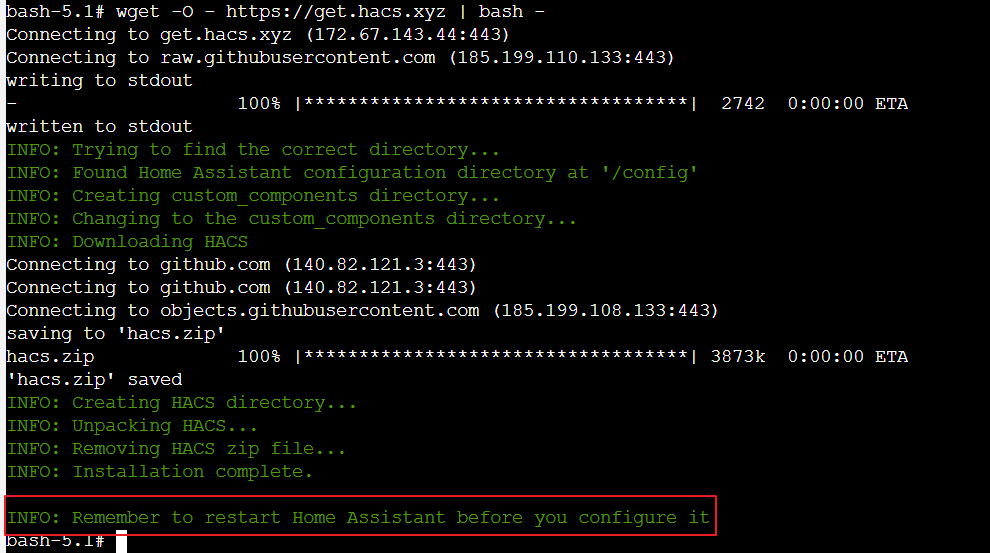 bash-5.1# wget -O - https://get.hacs.xyz | bash -
Connecting to get.hacs.xyz (172.67.143.44:443)
Connecting to raw.githubusercontent.com (185.199.110.133:443)
writing to stdout
-                    100% |***********************************|  2742  0:00:00 ETA
written to stdout
INFO: Trying to find the correct directory...
INFO: Found Home Assistant configuration directory at '/config'
INFO: Creating custom_components directory...
INFO: Changing to the custom_components directory...
INFO: Downloading HACS
Connecting to github.com (140.82.121.3:443)
Connecting to github.com (140.82.121.3:443)
Connecting to objects.githubusercontent.com (185.199.108.133:443)
saving to 'hacs.zip'
hacs.zip             100% |***********************************| 3873k  0:00:00 ETA
'hacs.zip' saved
INFO: Creating HACS directory...
INFO: Unpacking HACS...
INFO: Removing HACS zip file...
INFO: Installation complete.
INFO: Remember to restart Home Assistant before you configure it
bash-5.1#